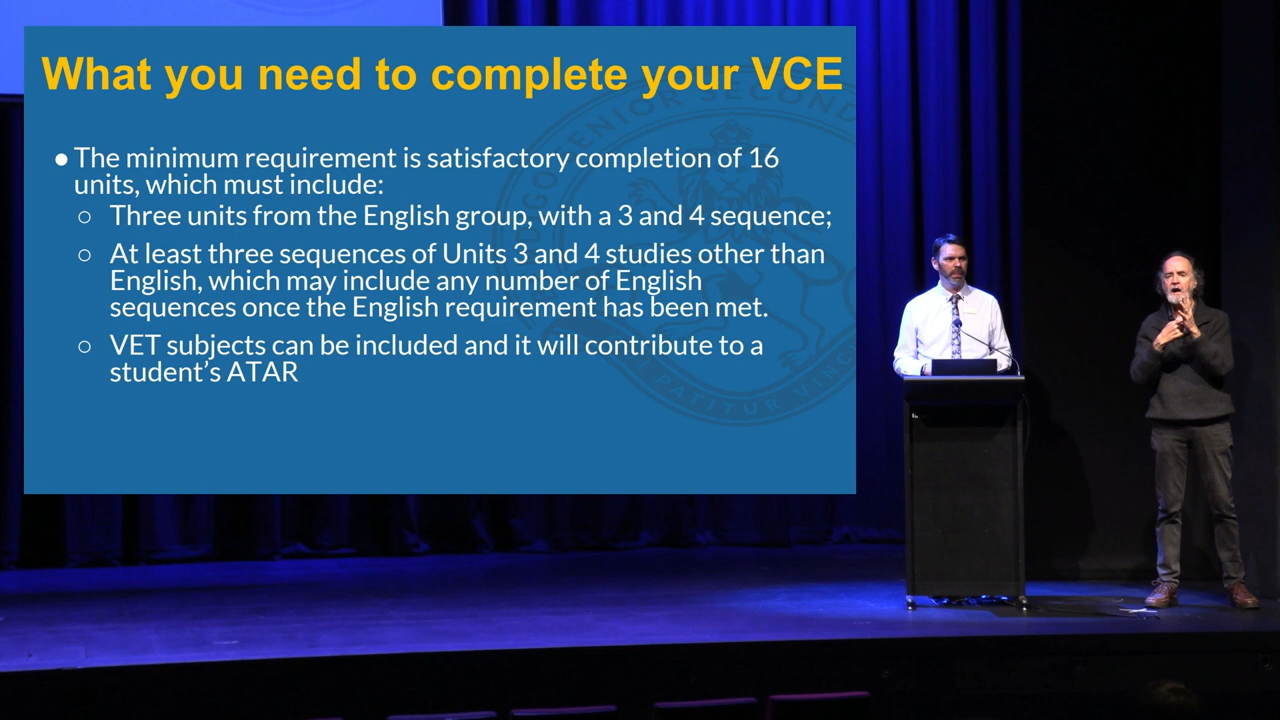 What you need to complete your VCE
● The minimum requirement is satisfactory completion of 16
units, which must include:
○ Three units from the English group, with a 3 and 4 sequence;
○ At least three sequences of Units 3 and 4 studies other than
English, which may include any number of English
sequences once the English requirement has been met.
○ VET subjects can be included and it will contribute to a
student's ATAR